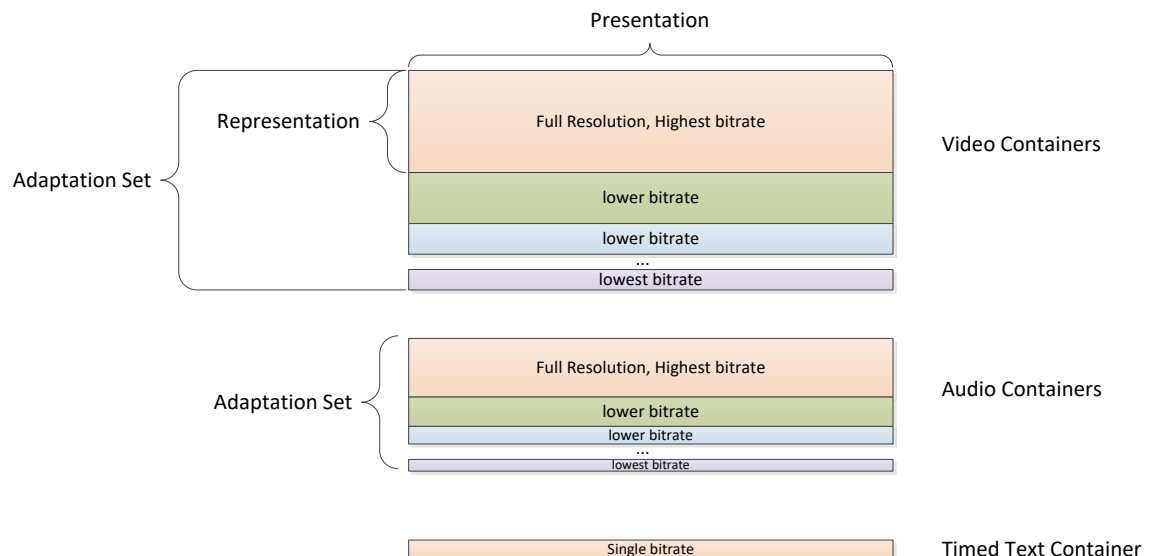 Presentation
Full Resolution, Highest bitrate
Representation
Video Containers
Adaptation Set
lower bitrate
lower bitrate
...
lowest bitrate
Full Resolution, Highest bitrate
Audio Containers
Adaptation Set
lower bitrate
lower bitrate
...
lowest bitrate
Single bitrate
Timed Text Container